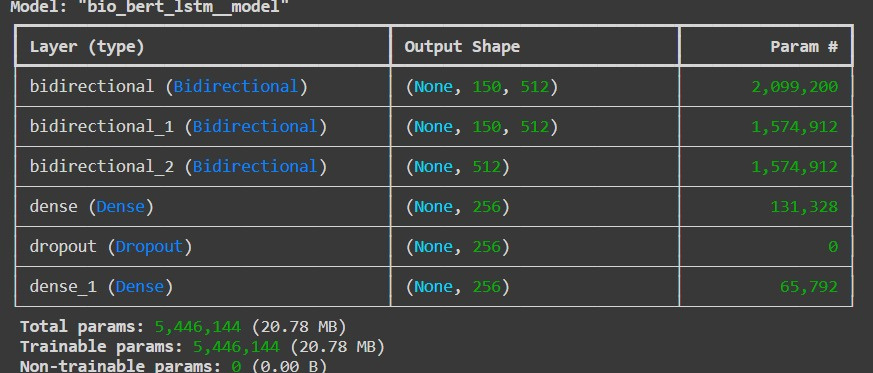 Model: "bio_bert_lstm__model"
Layer (type) Output Shape Param #
bidirectional (Bidirectional) (None, 150, 512) 2,099,200
bidirectional_1 (Bidirectional) (None, 150, 512) 1,574,912
bidirectional_2 (Bidirectional) (None, 512) 1,574,912
dense (Dense) (None, 256) 131,328
dropout (Dropout) (None, 256) 0
dense_1 (Dense) (None, 256) 65,792
Total params: 5,446,144 (20.78 MB)
Trainable params: 5,446,144 (20.78 MB)
Non-trainable params: 0 (0.00 B)